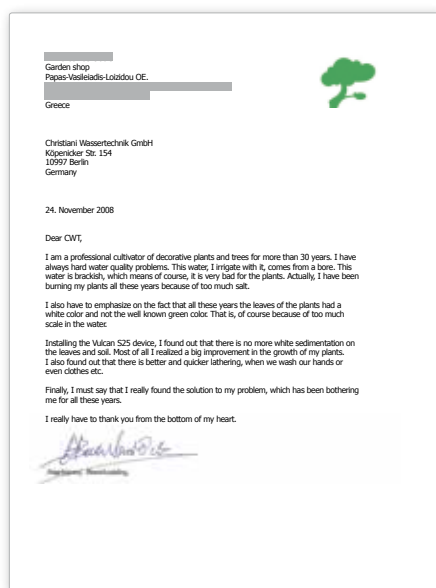 Garden shop
Papas-Vasileiadis-Loizidou OE.
Greece
Christiani Wassertechnik GmbH
Köpenicker Str. 154
10997 Berlin
Germany
24. November 2008
Dear CWT,
I am a professional cultivator of decorative plants and trees for more than 30 years. I have
always hard water quality problems. This water, I irrigate with it, comes from a bore. This
water is brackish, which means of course, it is very bad for the plants. Actually, I have been
burning my plants all these years because of too much salt.
I also have to emphasize on the fact that all these years the leaves of the plants had a
white color and not the well known green color. That is, of course because of too much
scale in the water.
Installing the Vulcan S25 device, I found out that there is no more white sedimentation on
the leaves and soil. Most of all I realized a big improvement in the growth of my plants.
I also found out that there is better and quicker lathering, when we wash our hands or
even clothes etc.
Finally, I must say that I really found the solution to my problem, which has been bothering
me for all these years.
I really have to thank you from the bottom of my heart.